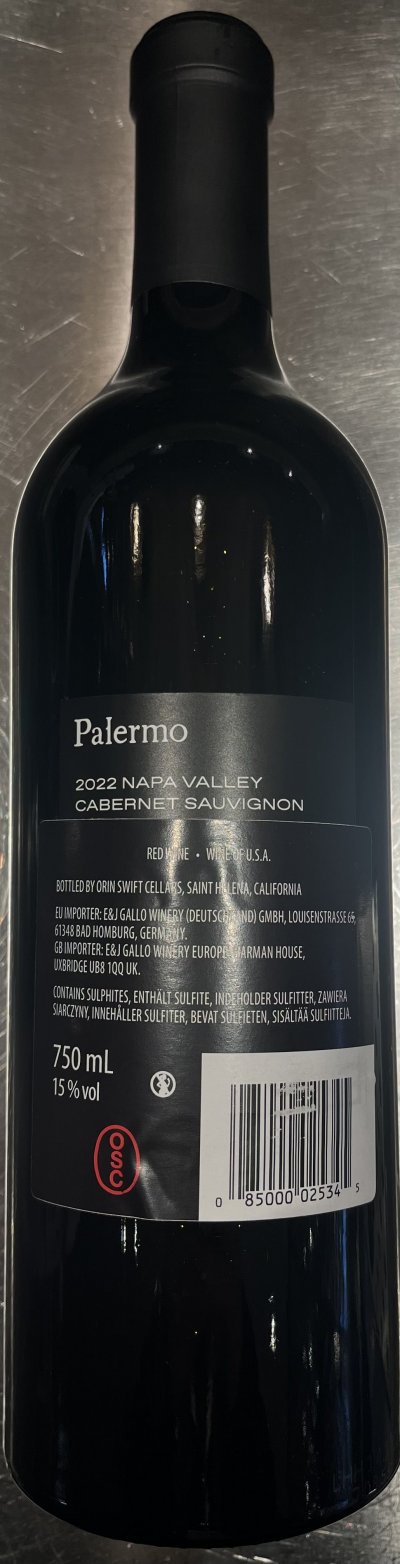 Palermo
2022 NAPA VALLEY
CABERNET SAUVIGNON
RED WINE • WINE OF U.S.A.
BOTTLED BY ORIN SWIFT CELLARS, SAINT HELENA, CALIFORNIA
EU IMPORTER: E&J GALLO WINERY (DEUTSCHLAND) GMBH, LOUISENSTRASSE 65,
61348 BAD HOMBURG, GERMANY.
GB IMPORTER: E&J GALLO WINERY EUROPE, HARMAN HOUSE,
UXBRIDGE UB8 1QQ UK.
CONTAINS SULPHITES, ENTHÄLT SULFITE, INDEHOLDER SULFITTER, ZAWIERA
SIARCZYNY, INNEHÅLLER SULFITER, BEVAT SULFIETEN, SISÄLTÄÄ SULFIITTEJA.
750 mL
15 % vol
OSC
0 85000 02534 5